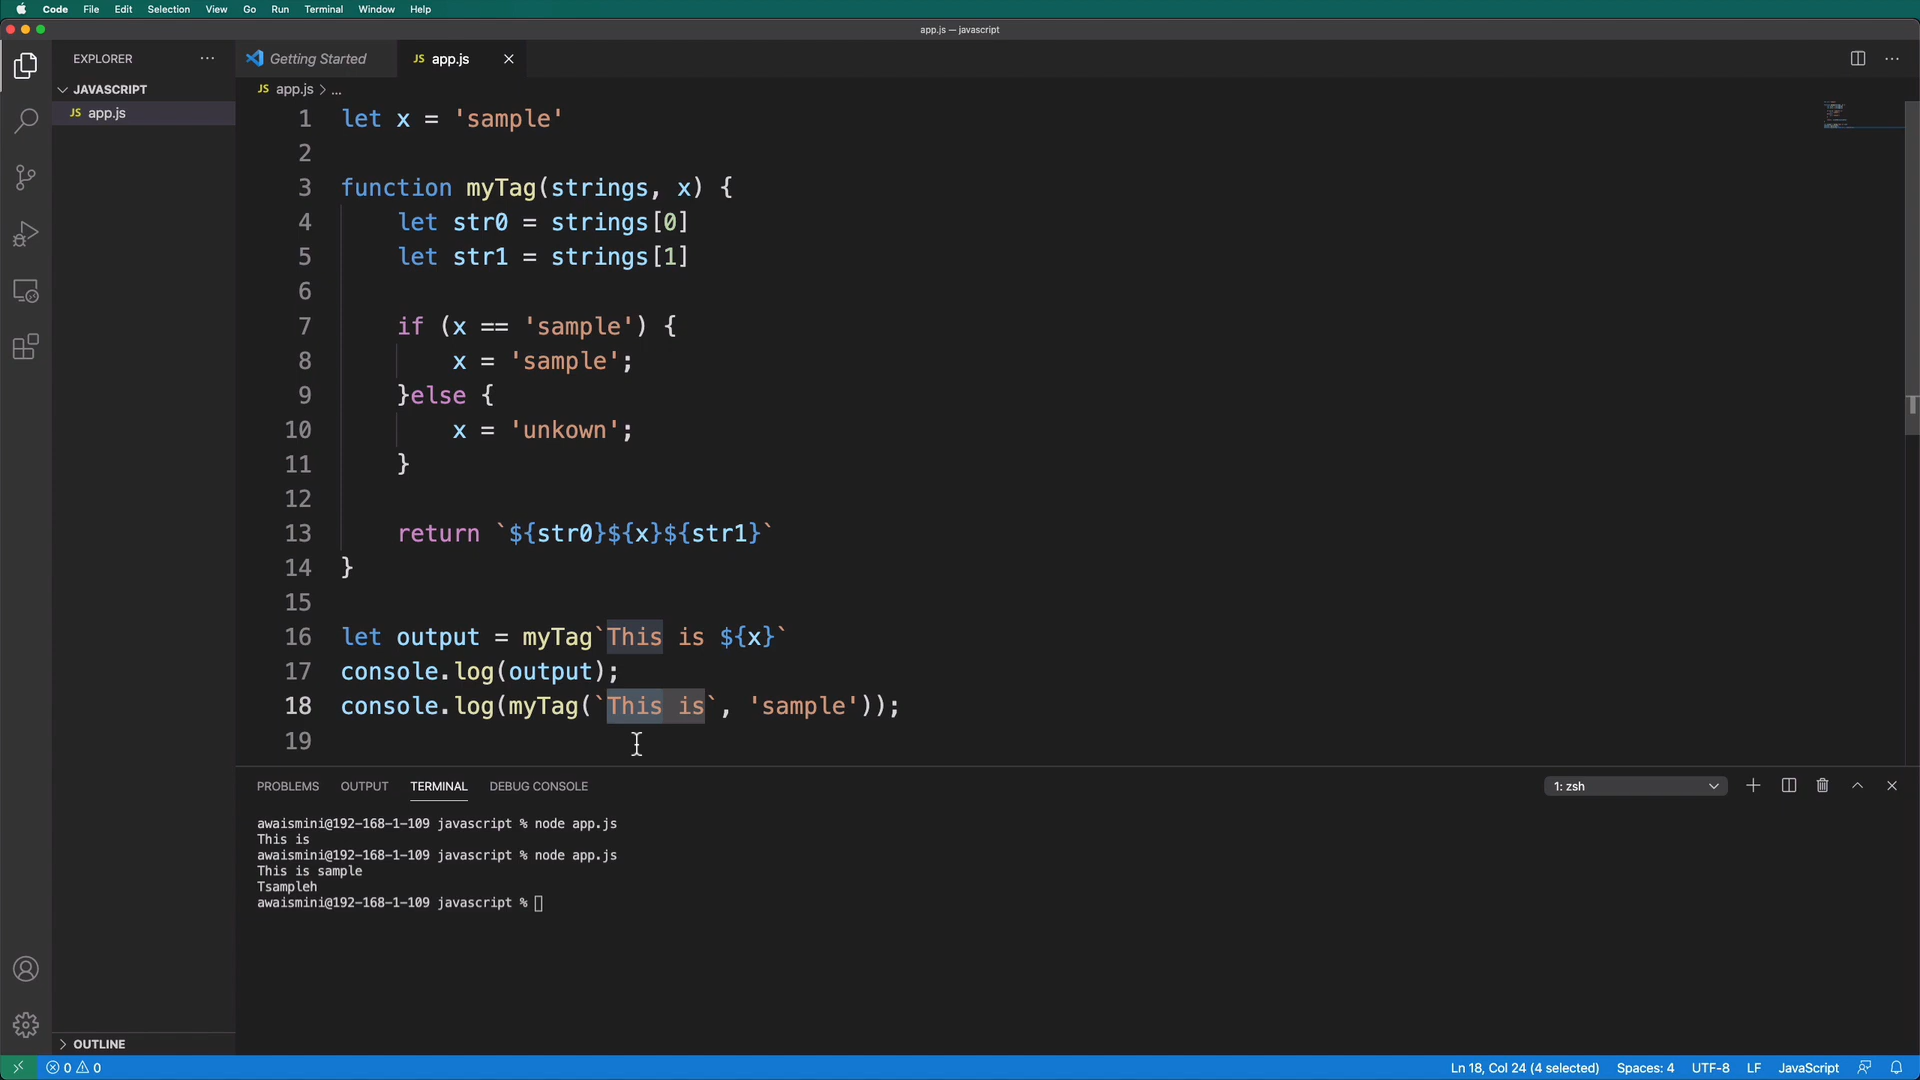 Code File Edit Selection View Go Run Terminal Window Help
app.js — javascript
EXPLORER ...
Getting Started
JS app.js
JAVASCRIPT
JS app.js
JS app.js > ...
1 let x = 'sample'
2
3 function myTag(strings, x) {
4 let str0 = strings[0]
5 let str1 = strings[1]
6
7 if (x == 'sample') {
8 x = 'sample';
9 }else {
10 x = 'unkown';
11 }
12
13 return `${str0}${x}${str1}`
14 }
15
16 let output = myTag`This is ${x}`
17 console.log(output);
18 console.log(myTag(`This is`, 'sample'));
19
PROBLEMS OUTPUT TERMINAL DEBUG CONSOLE 1: zsh
awaismini@192-168-1-109 javascript % node app.js
This is
awaismini@192-168-1-109 javascript % node app.js
This is sample
Tsampleh
awaismini@192-168-1-109 javascript %
OUTLINE
0 0 Ln 18, Col 24 (4 selected) Spaces: 4 UTF-8 LF JavaScript